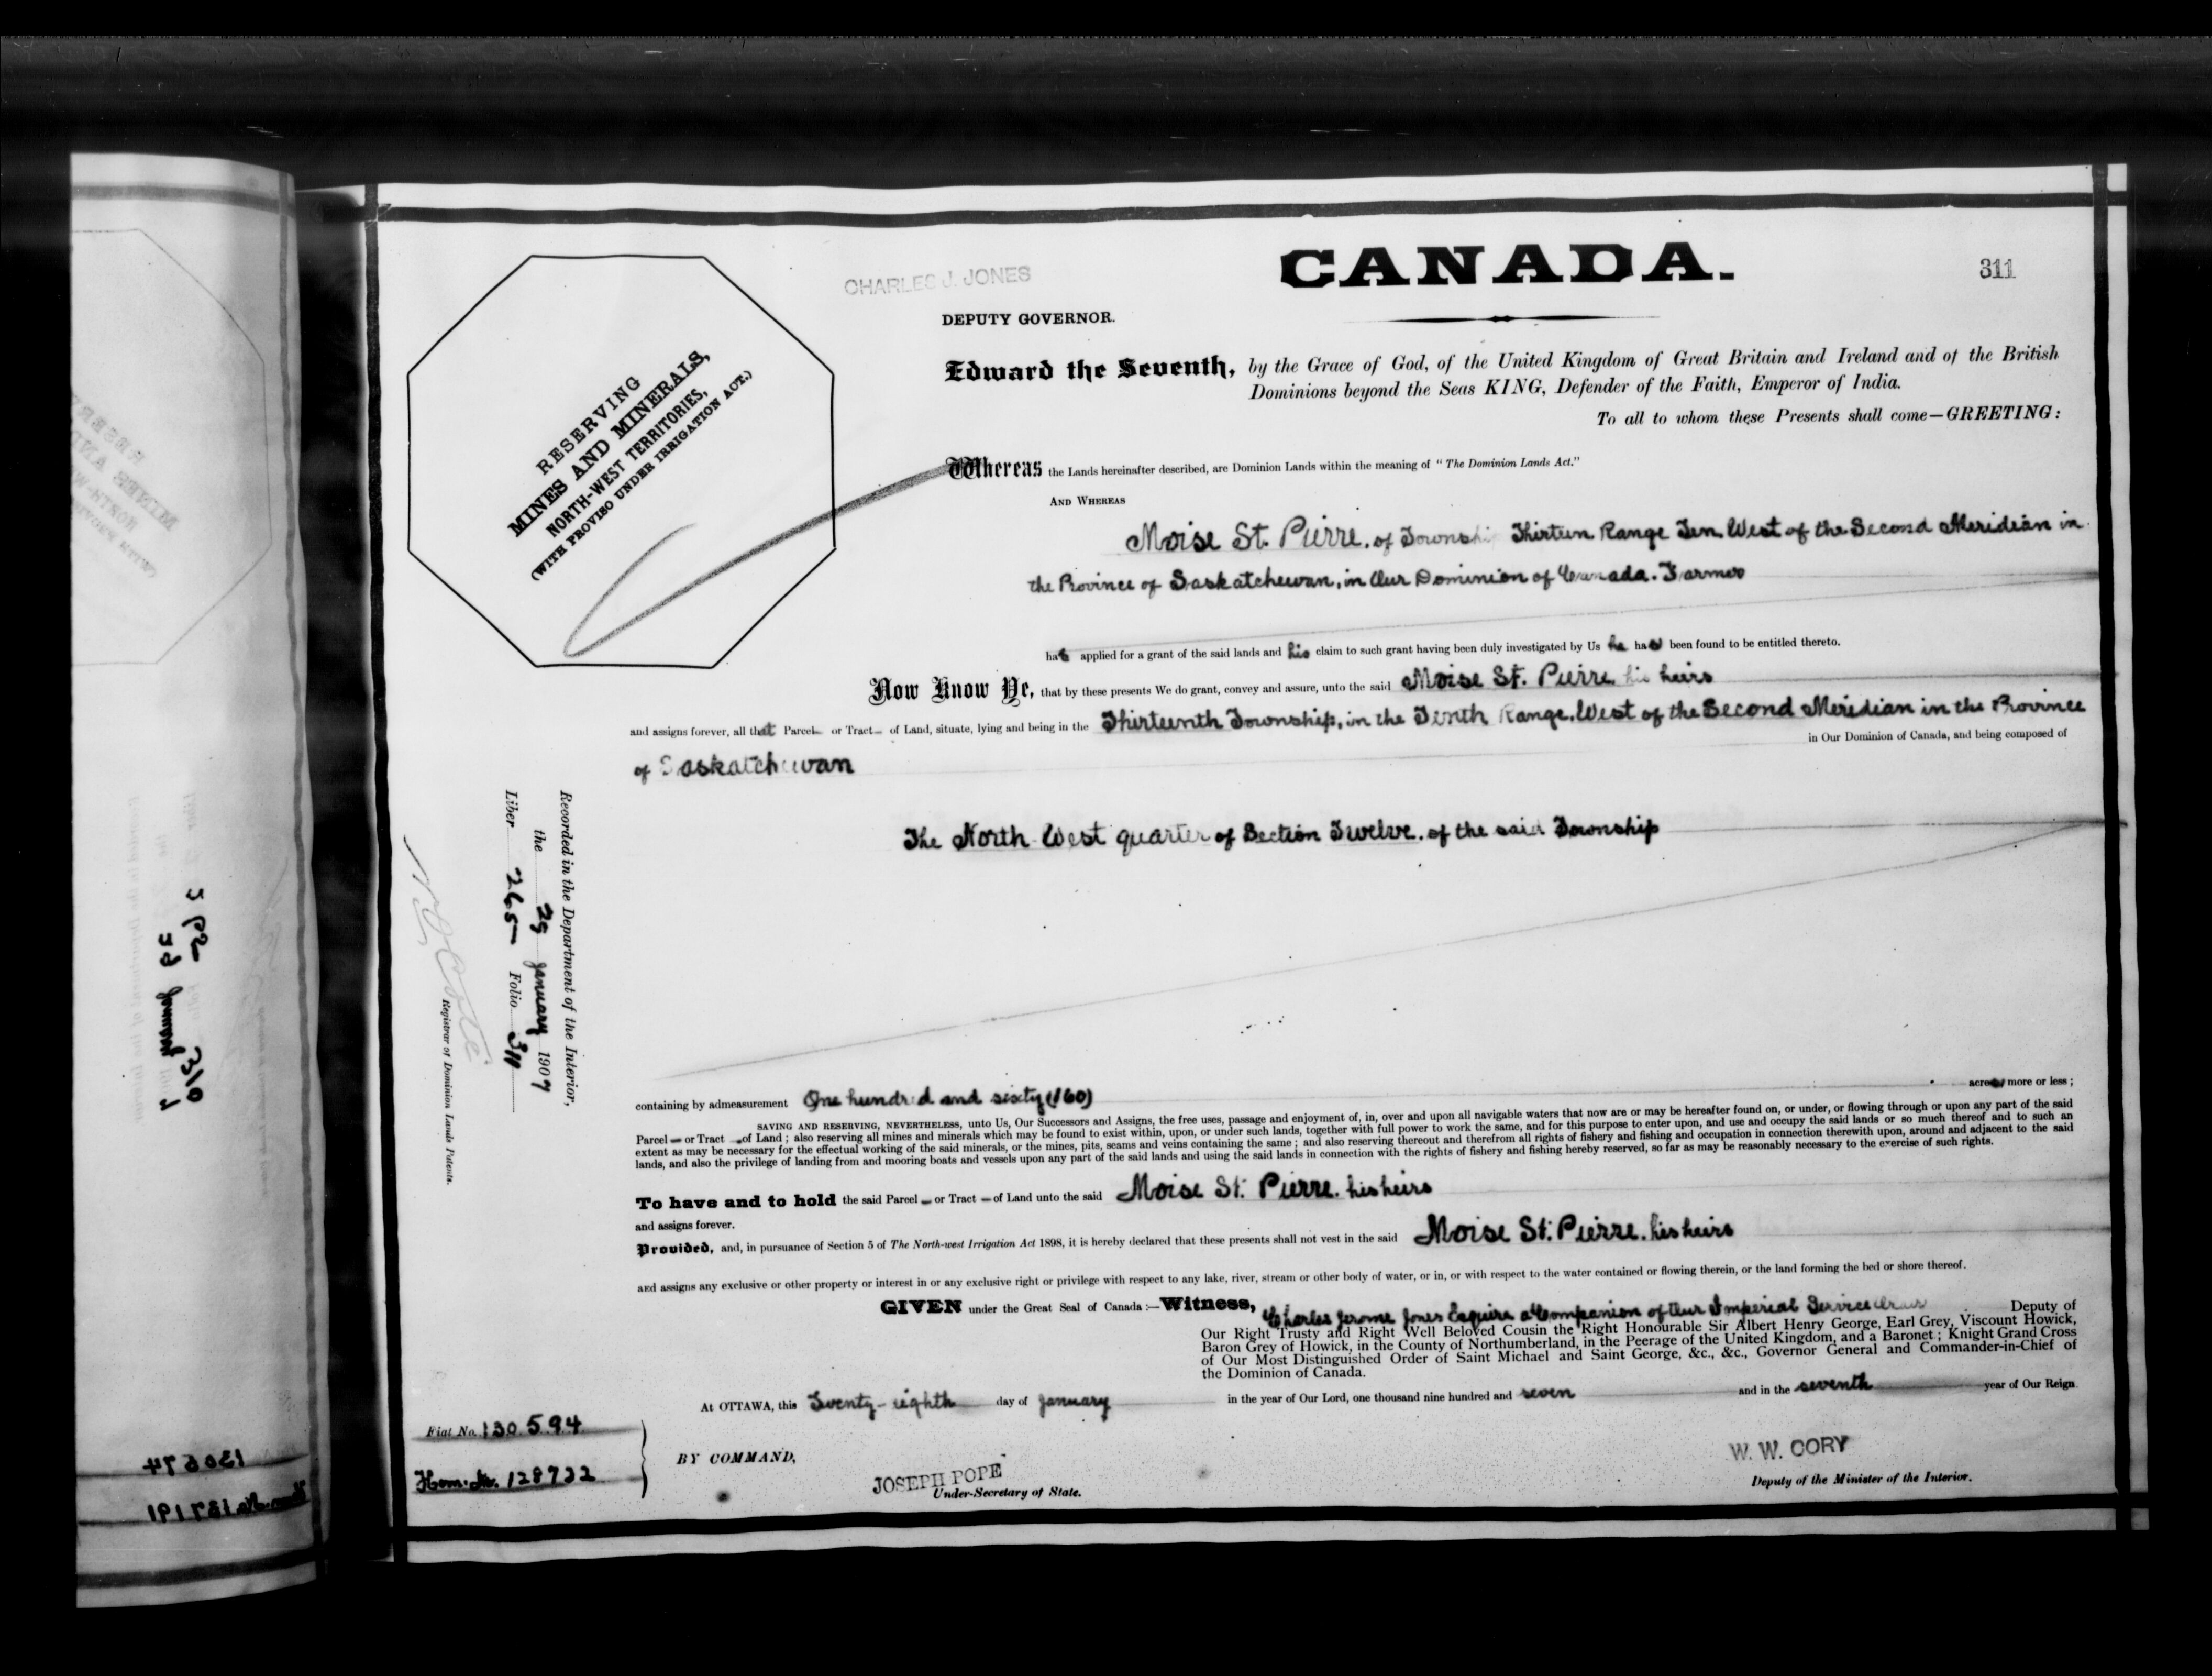 CANADA.
311
CHARLES J. JONES
DEPUTY GOVERNOR.
RESERVING
MINES AND MINERALS,
NORTH-WEST TERRITORIES,
(WITH PROVISO UNDER IRRIGATION ACT.)
Edward the Seventh, by the Grace of God, of the United Kingdom of Great Britain and Ireland and of the British
Dominions beyond the Seas KING, Defender of the Faith, Emperor of India.
To all to whom these Presents shall come—GREETING:
Whereas the Lands hereinafter described, are Dominion Lands within the meaning of "The Dominion Lands Act."
AND WHEREAS
Moise St. Pierre. of Township Thirteen Range Ten West of the Second Meridian in
the Province of Saskatchewan, in Our Dominion of Canada. Farmer
has applied for a grant of the said lands and his claim to such grant having been duly investigated by Us he has been found to be entitled thereto.
Now Know Ye, that by these presents We do grant, convey and assure, unto the said Moise St. Pierre his heirs
and assigns forever, all that Parcel or Tract of Land, situate, lying and being in the Thirteenth Township, in the Tenth Range, West of the Second Meridian in the Province
of Saskatchewan in Our Dominion of Canada, and being composed of
The North West quarter of Section Twelve. of the said Township
containing by admeasurement One hundred and sixty (160) acres more or less;
SAVING AND RESERVING, NEVERTHELESS, unto Us, Our Successors and Assigns, the free uses, passage and enjoyment of, in, over and upon all navigable waters that now are or may be hereafter found on, or under, or flowing through or upon any part of the said
Parcel — or Tract — of Land; also reserving all mines and minerals which may be found to exist within, upon, or under such lands, together with full power to work the same, and for this purpose to enter upon, and use and occupy the said lands or so much thereof and to such an
extent as may be necessary for the effectual working of the said minerals, or the mines, pits, seams and veins containing the same; and also reserving thereout and therefrom all rights of fishery and fishing and occupation in connection therewith upon, around and adjacent to the said
lands, and also the privilege of landing from and mooring boats and vessels upon any part of the said lands and using the said lands in connection with the rights of fishery and fishing hereby reserved, so far as may be reasonably necessary to the exercise of such rights.
To have and to hold the said Parcel — or Tract — of Land unto the said Moise St. Pierre. his heirs
and assigns forever.
Provided, and, in pursuance of Section 5 of The North-west Irrigation Act 1898, it is hereby declared that these presents shall not vest in the said Moise St. Pierre. his heirs
and assigns any exclusive or other property or interest in or any exclusive right or privilege with respect to any lake, river, stream or other body of water, or in, or with respect to the water contained or flowing therein, or the land forming the bed or shore thereof.
GIVEN under the Great Seal of Canada:—Witness, Charles Jerome Jones Esquire a Companion of Our Imperial Service Order Deputy of
Our Right Trusty and Right Well Beloved Cousin the Right Honourable Sir Albert Henry George, Earl Grey, Viscount Howick,
Baron Grey of Howick, in the County of Northumberland, in the Peerage of the United Kingdom, and a Baronet; Knight Grand Cross
of Our Most Distinguished Order of Saint Michael and Saint George, &c., &c., Governor General and Commander-in-Chief of
the Dominion of Canada.
At OTTAWA, this Twenty-eighth day of January in the year of Our Lord, one thousand nine hundred and seven and in the seventh year of Our Reign.
Fiat No. 130594
Hom. No. 128732
BY COMMAND,
JOSEPH POPE
Under-Secretary of State.
W. W. CORY
Deputy of the Minister of the Interior.
Recorded in the Department of the Interior,
the 29 January 1907
Liber 265 Folio 311
Registrar of Dominion Lands Patents.